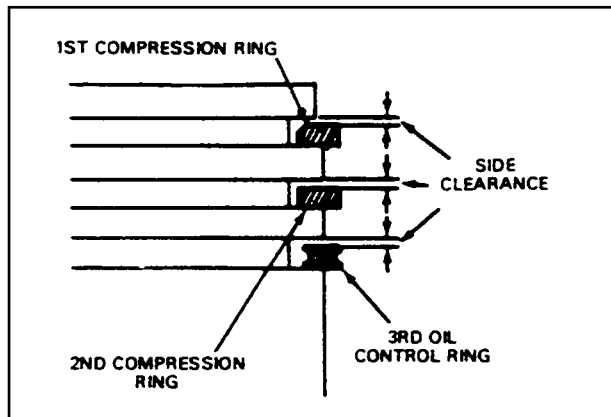 1ST COMPRESSION RING
SIDE
CLEARANCE
2ND COMPRESSION
RING
3RD OIL
CONTROL RING